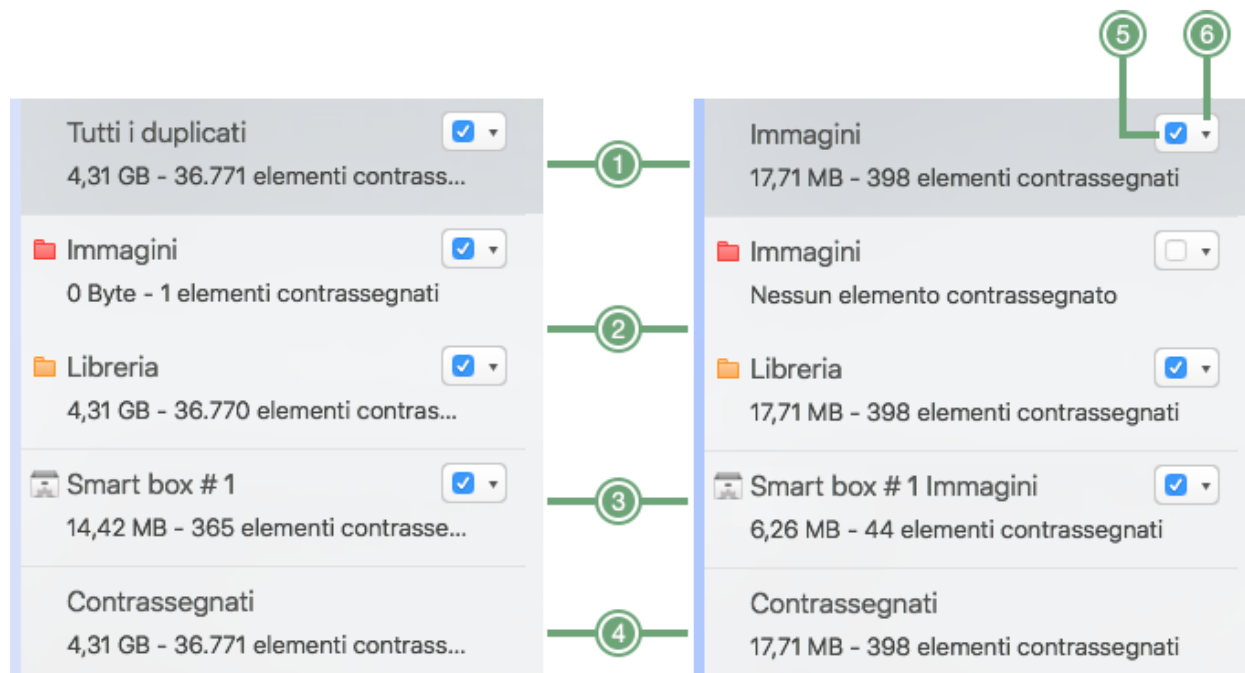 5
6
Tutti i duplicati
4,31 GB - 36.771 elementi contrass...
Immagini
0 Byte - 1 elementi contrassegnati
Libreria
4,31 GB - 36.770 elementi contras...
Smart box # 1
14,42 MB - 365 elementi contrasse...
Contrassegnati
4,31 GB - 36.771 elementi contrass...
1
2
3
4
Immagini
17,71 MB - 398 elementi contrassegnati
Immagini
Nessun elemento contrassegnato
Libreria
17,71 MB - 398 elementi contrassegnati
Smart box # 1 Immagini
6,26 MB - 44 elementi contrassegnati
Contrassegnati
17,71 MB - 398 elementi contrassegnati